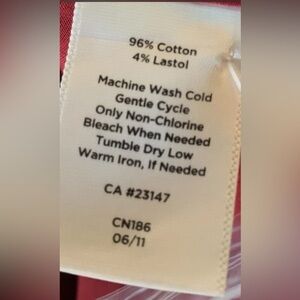 96% Cotton
4% Lastol
Machine Wash Cold
Gentle Cycle
Only Non-Chlorine
Bleach When Needed
Tumble Dry Low
Warm Iron, If Needed
CA #23147
CN186
06/11